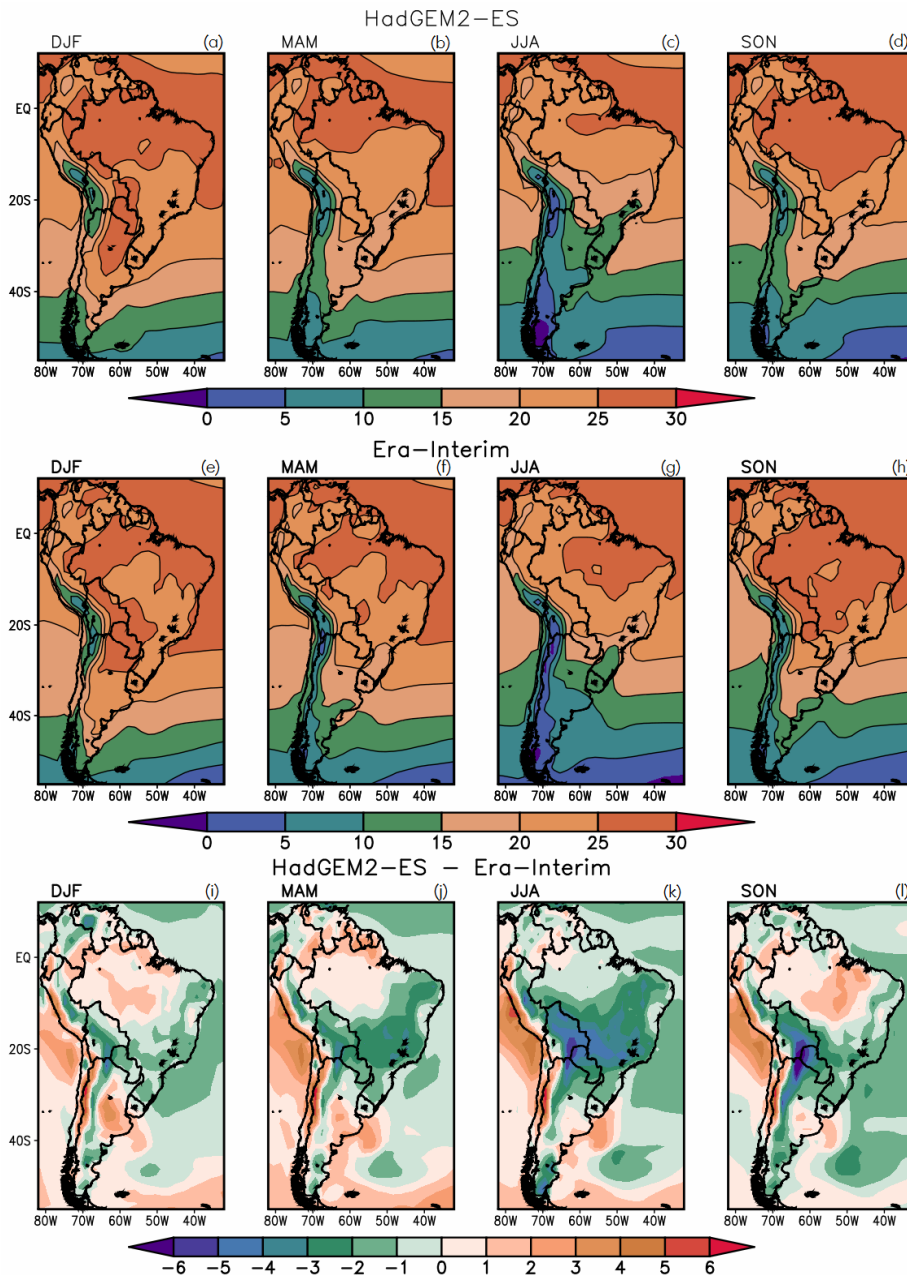 HadGEM2-ES
DJF (a) MAM (b) JJA (c) SON (d)
EQ
20S
40S
80W 70W 60W 50W 40W 80W 70W 60W 50W 40W 80W 70W 60W 50W 40W 80W 70W 60W 50W 40W
0 5 10 15 20 25 30
Era-Interim
DJF (e) MAM (f) JJA (g) SON (h)
EQ
20S
40S
80W 70W 60W 50W 40W 80W 70W 60W 50W 40W 80W 70W 60W 50W 40W 80W 70W 60W 50W 40W
0 5 10 15 20 25 30
HadGEM2-ES - Era-Interim
DJF (i) MAM (j) JJA (k) SON (l)
EQ
20S
40S
80W 70W 60W 50W 40W 80W 70W 60W 50W 40W 80W 70W 60W 50W 40W 80W 70W 60W 50W 40W
-6 -5 -4 -3 -2 -1 0 1 2 3 4 5 6